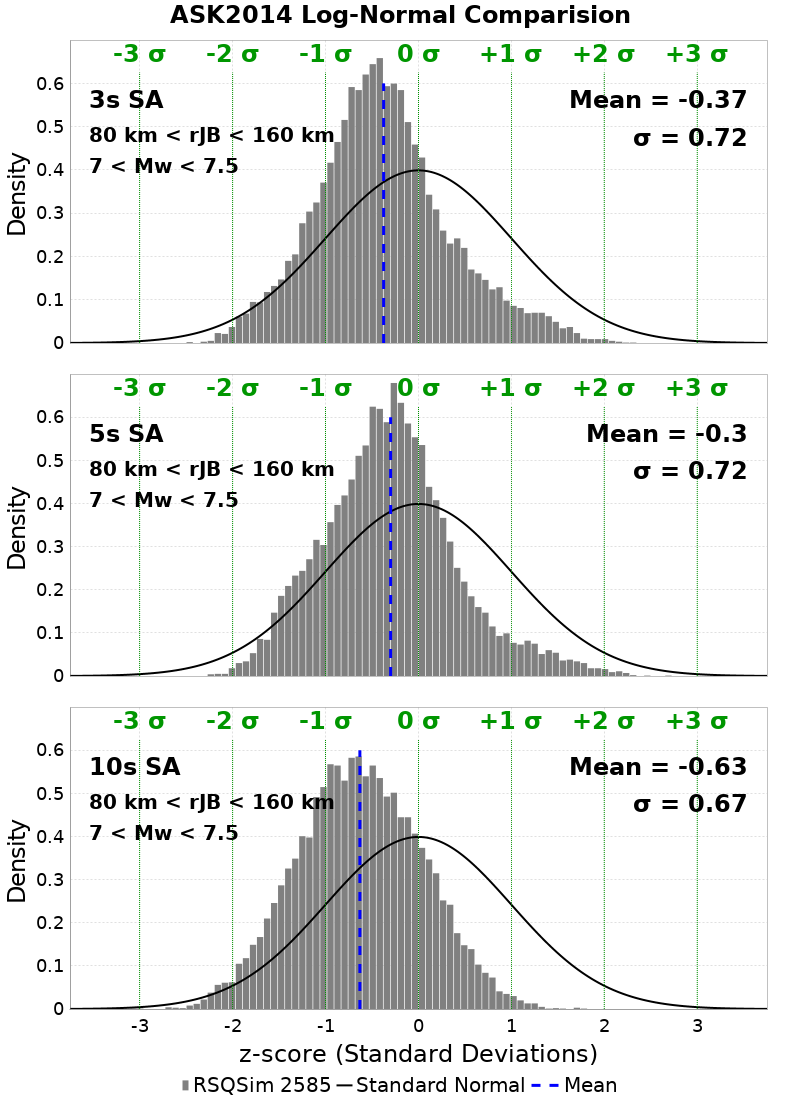 ASK2014 Log-Normal Comparision
-3 σ -2 σ -1 σ 0 σ +1 σ +2 σ +3 σ
3s SA
80 km < rJB < 160 km
7 < Mw < 7.5
Mean = -0.37
σ = 0.72
Density
0.6
0.5
0.4
0.3
0.2
0.1
0
-3 σ -2 σ -1 σ 0 σ +1 σ +2 σ +3 σ
5s SA
80 km < rJB < 160 km
7 < Mw < 7.5
Mean = -0.3
σ = 0.72
Density
0.6
0.5
0.4
0.3
0.2
0.1
0
-3 σ -2 σ -1 σ 0 σ +1 σ +2 σ +3 σ
10s SA
80 km < rJB < 160 km
7 < Mw < 7.5
Mean = -0.63
σ = 0.67
Density
0.6
0.5
0.4
0.3
0.2
0.1
0
-3 -2 -1 0 1 2 3
z-score (Standard Deviations)
RSQSim 2585 Standard Normal Mean